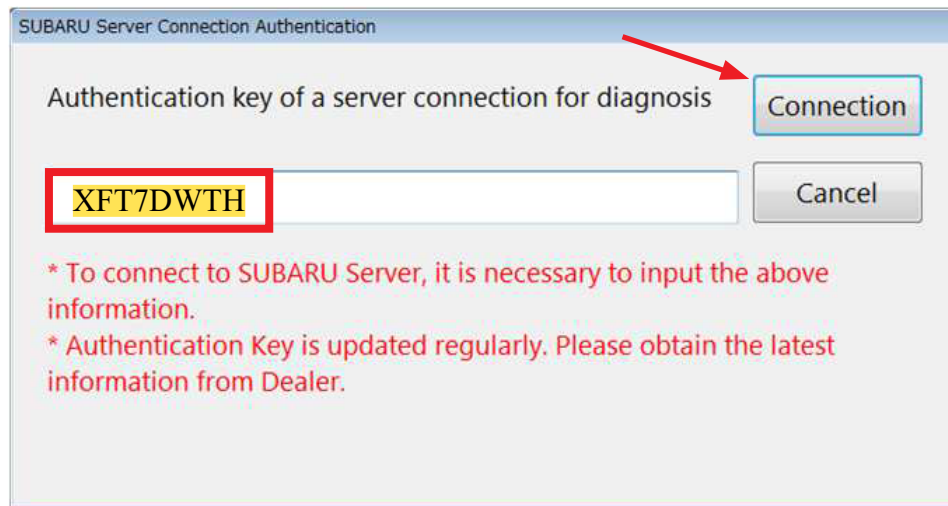 SUBARU Server Connection Authentication
Authentication key of a server connection for diagnosis
Connection
XFT7DWTH
Cancel
* To connect to SUBARU Server, it is necessary to input the above
information.
* Authentication Key is updated regularly. Please obtain the latest
information from Dealer.